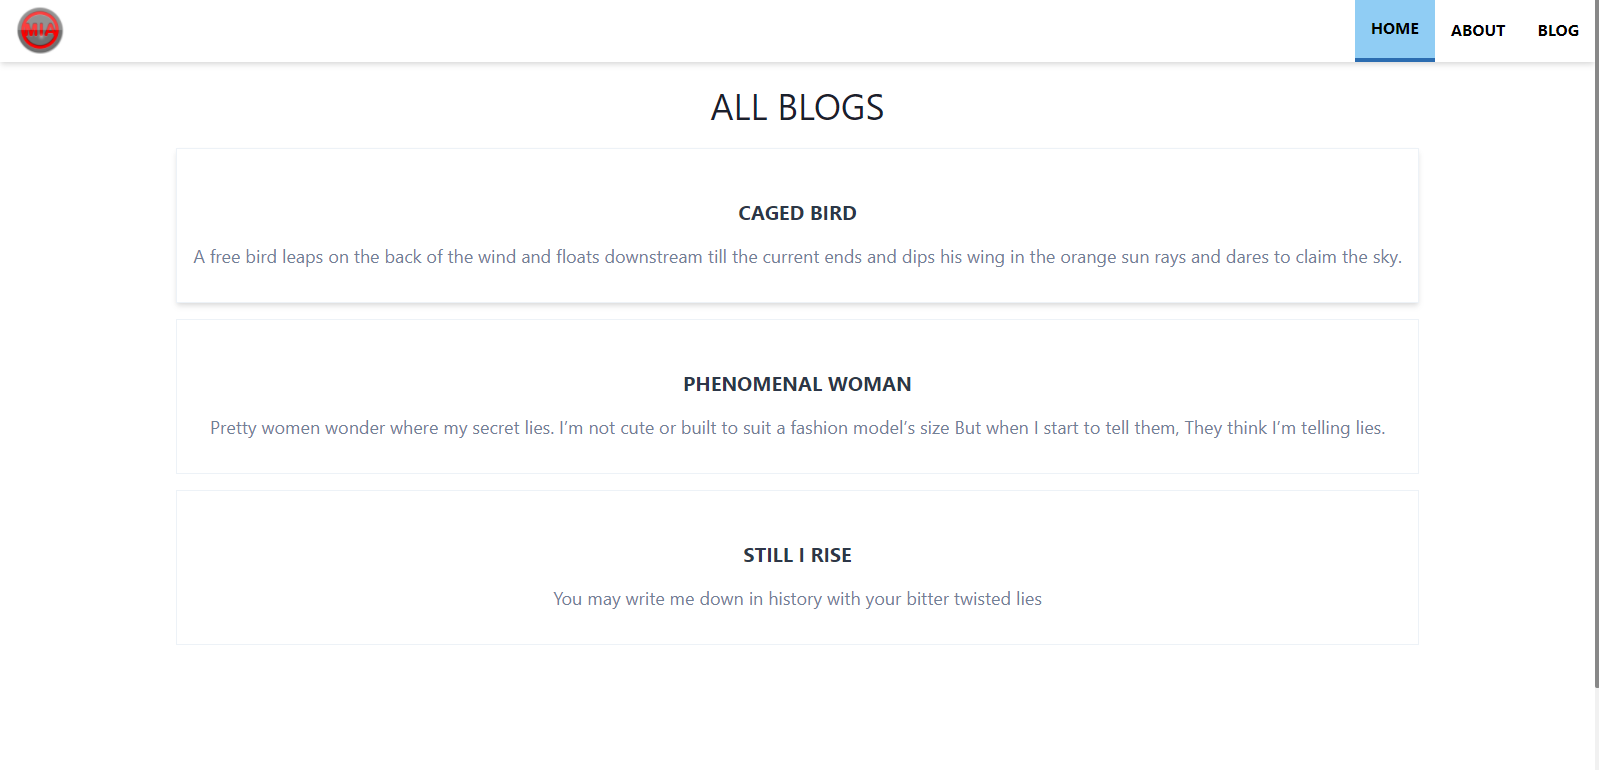 MIA
HOME
ABOUT
BLOG
ALL BLOGS
CAGED BIRD
A free bird leaps on the back of the wind and floats downstream till the current ends and dips his wing in the orange sun rays and dares to claim the sky.
PHENOMENAL WOMAN
Pretty women wonder where my secret lies. I’m not cute or built to suit a fashion model’s size But when I start to tell them, They think I’m telling lies.
STILL I RISE
You may write me down in history with your bitter twisted lies